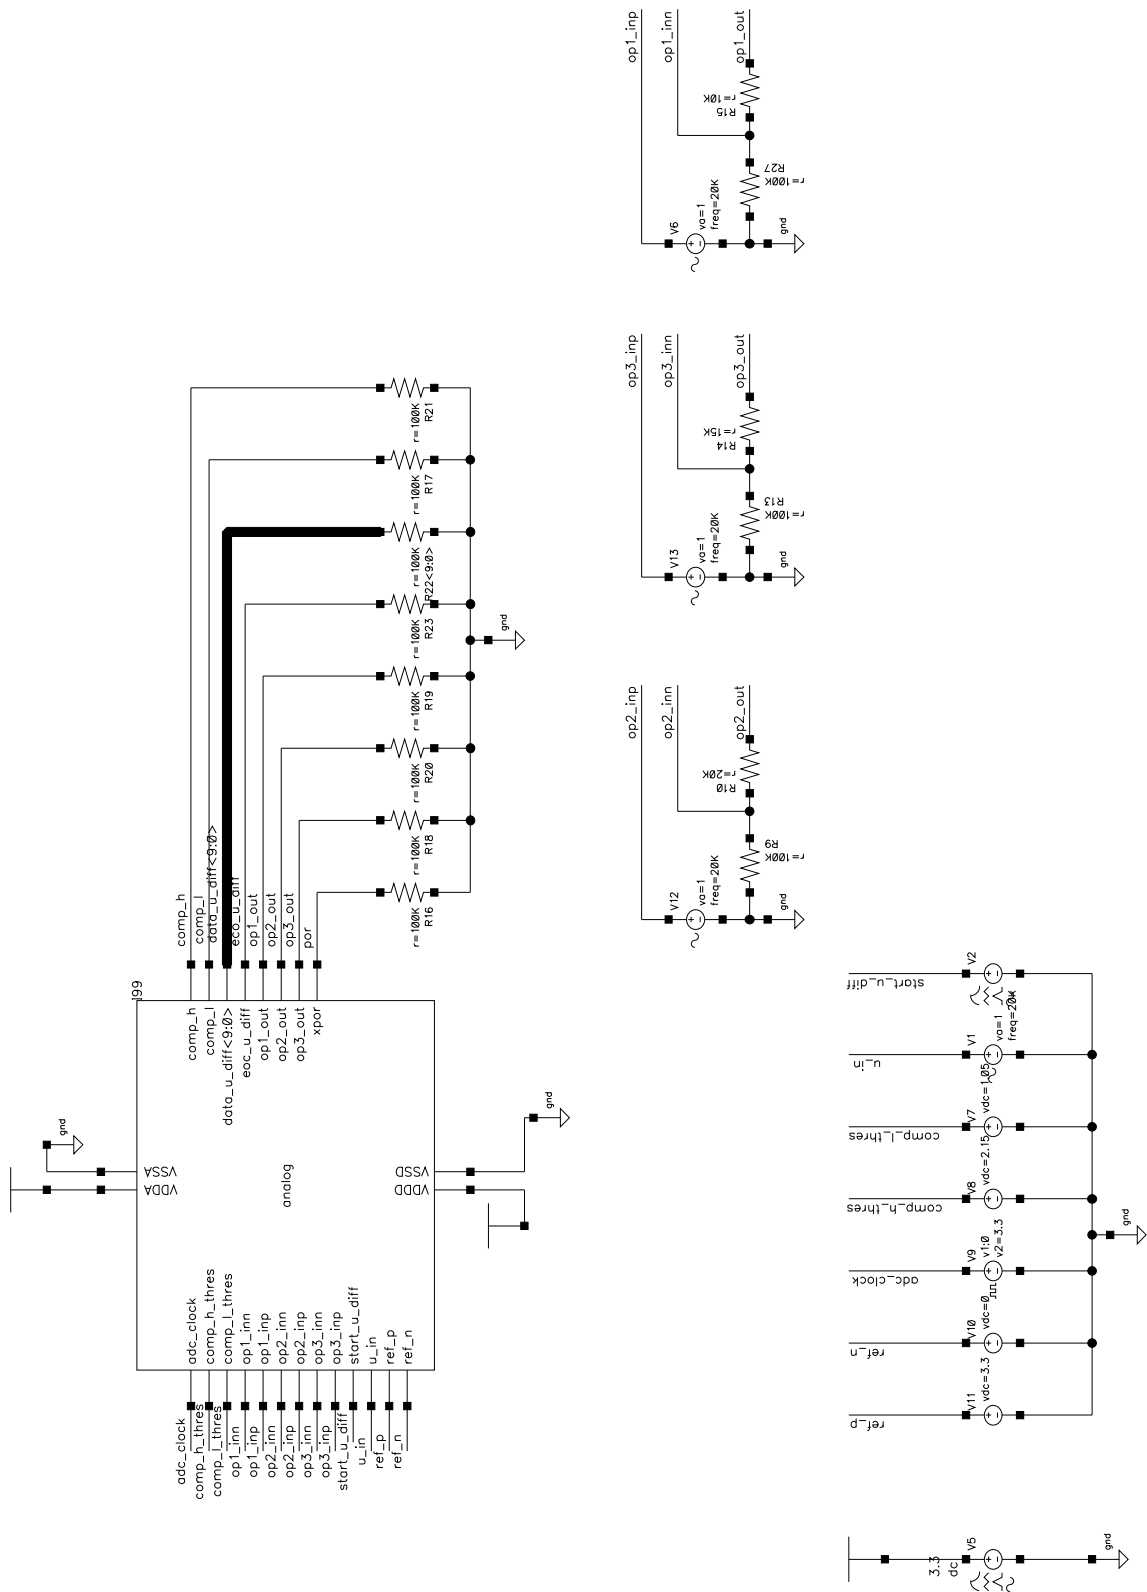 op1_inp
op1_inn
op1_out
r=10K
R15
R27
r=100K
V6
va=1
freq=20K
gnd
op3_inp
op3_inn
op3_out
r=15K
R14
R13
r=100K
V13
va=1
freq=20K
gnd
op2_inp
op2_inn
op2_out
r=20K
R10
R9
r=100K
V12
va=1
freq=20K
gnd
r=100K
R21
r=100K
R17
r=100K
R22<9:0>
r=100K
R23
gnd
r=100K
R19
r=100K
R20
r=100K
R18
r=100K
R16
comp_h
comp_l
data_u_diff<9:0>
eco_u_diff
op1_out
op2_out
op3_out
por
I99
comp_h
comp_l
data_u_diff<9:0>
eoc_u_diff
op1_out
op2_out
op3_out
xpor
gnd
VSSA
VDDA
analog
VSSD
VDDD
gnd
adc_clock
comp_h_thres
comp_l_thres
op1_inn
op1_inp
op2_inn
op2_inp
op3_inn
op3_inp
start_u_diff
u_in
ref_p
ref_n
adc_clock
comp_h_thres
comp_l_thres
op1_inn
op1_inp
op2_inn
op2_inp
op3_inn
op3_inp
start_u_diff
u_in
ref_p
ref_n
start_u_diff
V2
u_in
V1
va=1
freq=20K
comp_l_thres
V7
vdc=1.05
comp_h_thres
V8
vdc=2.15
adc_clock
V9
v1:0
v2=3.3
gnd
ref_n
V10
vdc=0
ref_p
V11
vdc=3.3
3.3
dc
V5
gnd